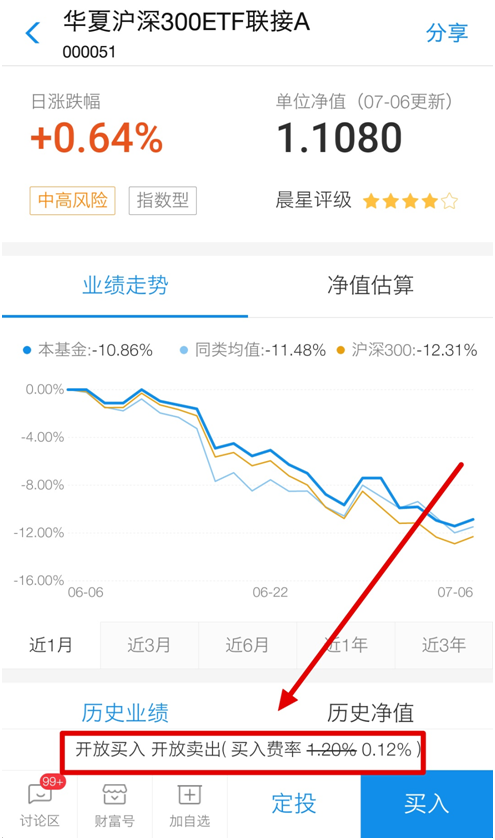 华夏沪深300ETF联接A
000051
分享
日涨跌幅
单位净值（07-06更新）
+0.64%
1.1080
中高风险
指数型
晨星评级
业绩走势
净值估算
本基金:-10.86%
同类均值:-11.48%
沪深300:-12.31%
0.00%
-4.00%
-8.00%
-12.00%
-16.00%
06-06
06-22
07-06
近1月
近3月
近6月
近1年
近3年
历史业绩
历史净值
开放买入 开放卖出( 买入费率 1.20% 0.12% )
99+
讨论区
财富号
加自选
定投
买入